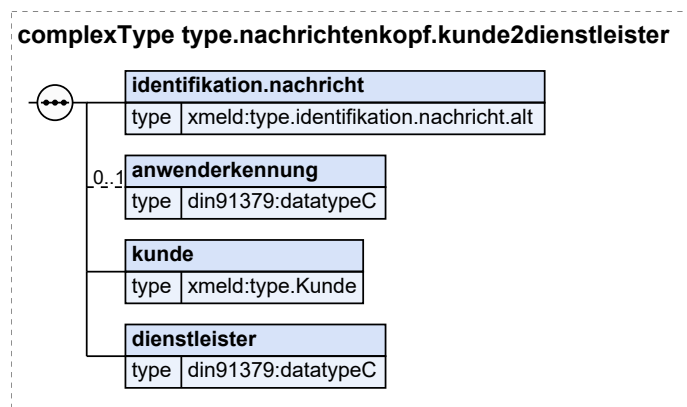 complexType type.nachrichtenkopf.kunde2dienstleister
identifikation.nachricht
type xmeld:type.identifikation.nachricht.alt
0..1
anwenderkennung
type din91379:datatypeC
kunde
type xmeld:type.Kunde
dienstleister
type din91379:datatypeC